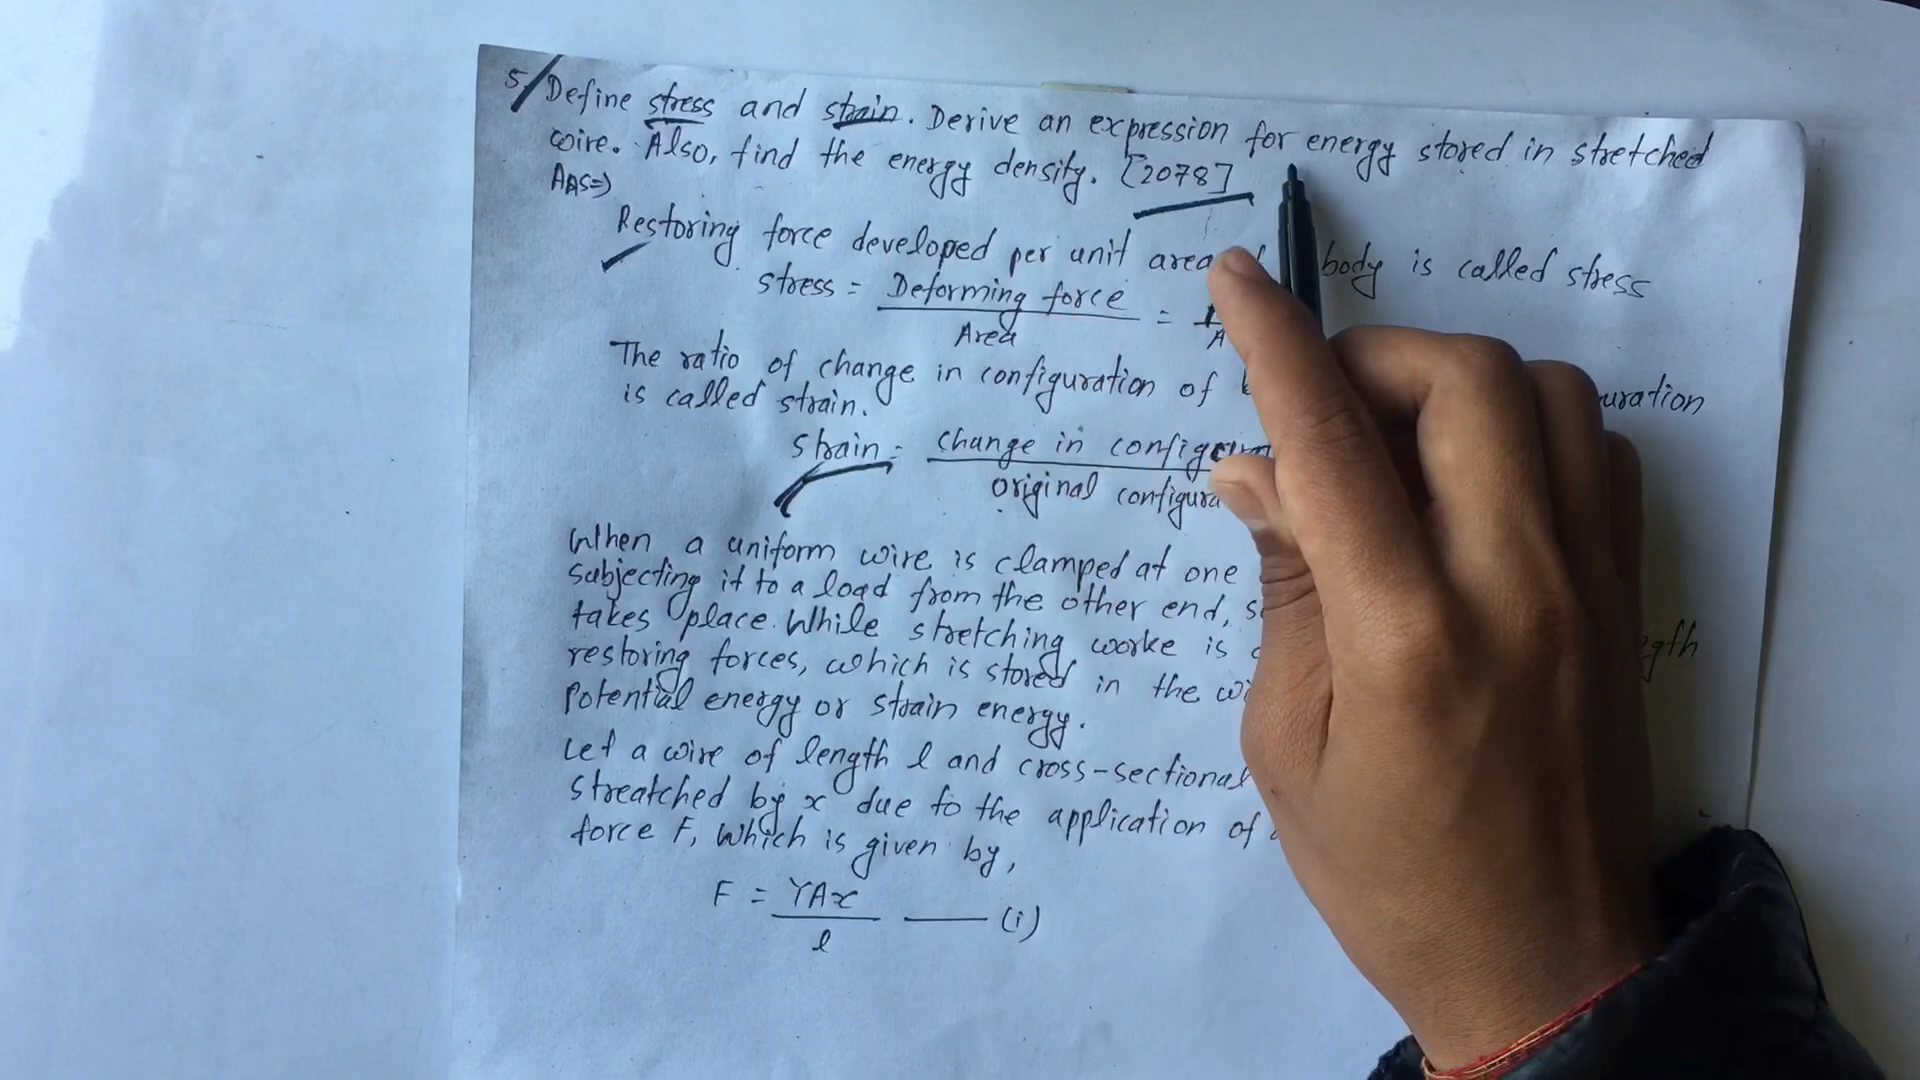 5. Define stress and strain. Derive an expression for energy stored in stretched
wire. Also, find the energy density. [2078]
Ans⇒
Restoring force developed per unit area body is called stress
stress = Deforming force / Area = / A
The ratio of change in configuration of
is called strain.
strain = change in / original
When a uniform wire is clamped at one
subjecting it to a load from the other end,
takes place. While stretching worke is
restoring forces, which is stored in the
Potential energy or strain energy.
Let a wire of length l and cross-sectional
streatched by x due to the application of
force F, which is given by,
F = YAx / l —— (i)